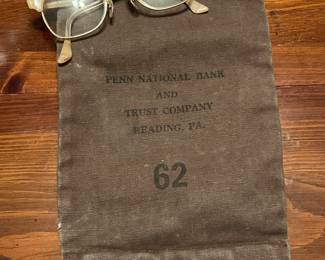 PENN NATIONAL BANK
AND
TRUST COMPANY
READING, PA.
62